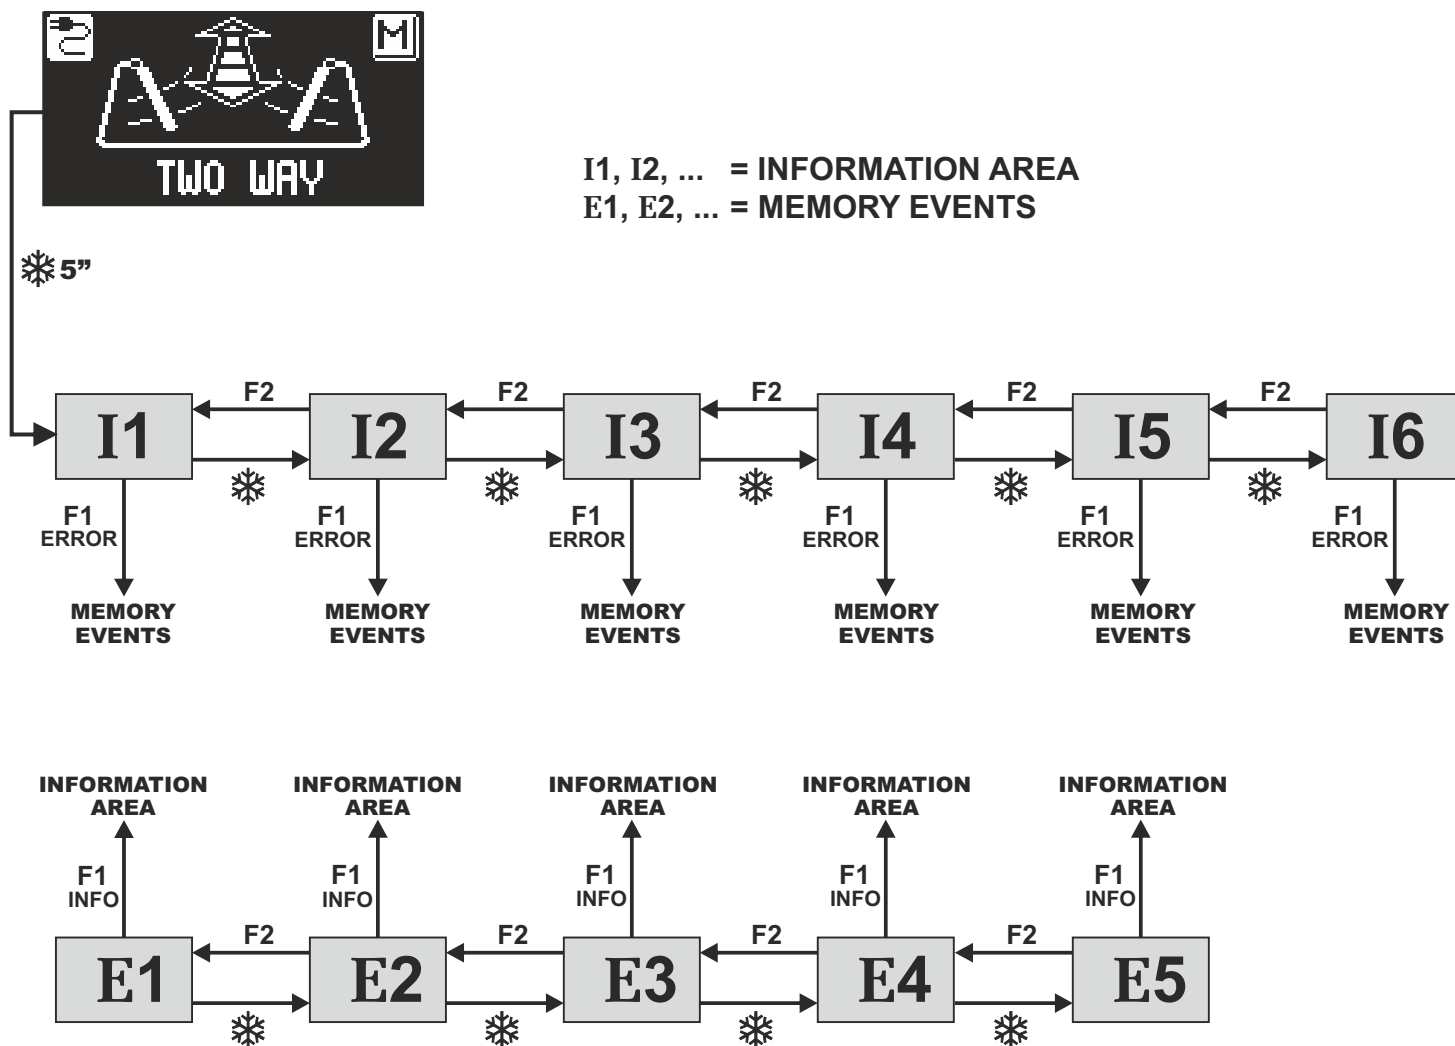 M
TWO WAY
I1, I2, ... = INFORMATION AREA
E1, E2, ... = MEMORY EVENTS
5”
F2 F2 F2 F2 F2
I1 I2 I3 I4 I5 I6
F1 F1 F1 F1 F1 F1
ERROR ERROR ERROR ERROR ERROR ERROR
MEMORY MEMORY MEMORY MEMORY MEMORY MEMORY
EVENTS EVENTS EVENTS EVENTS EVENTS EVENTS
INFORMATION INFORMATION INFORMATION INFORMATION INFORMATION
AREA AREA AREA AREA AREA
F1 F1 F1 F1 F1
INFO INFO INFO INFO INFO
F2 F2 F2 F2
E1 E2 E3 E4 E5